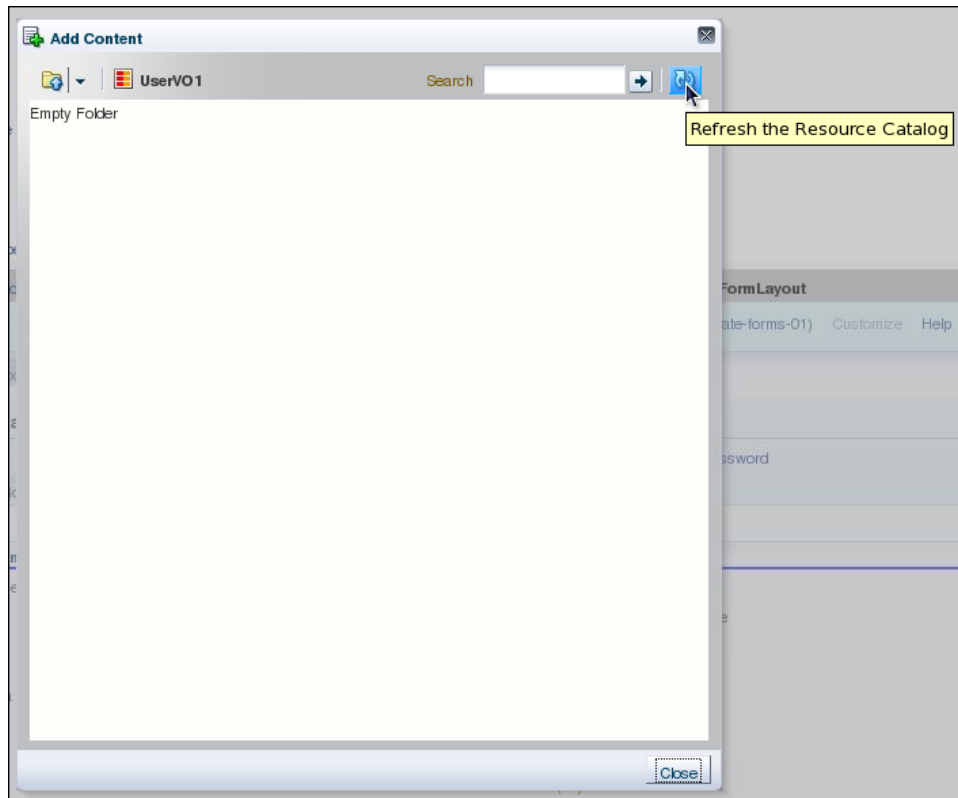 Add Content
UserVO1 Search
Empty Folder
Refresh the Resource Catalog
FormLayout
ate-forms-01) Customize Help
ssword
Close